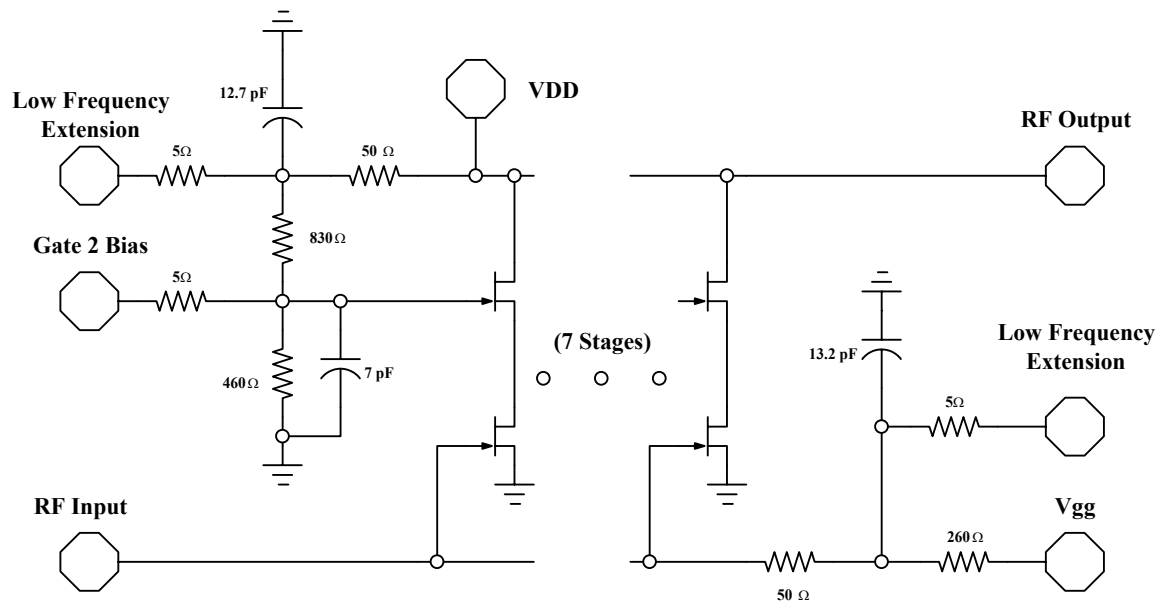 12.7 pF
VDD
Low Frequency
Extension
RF Output
5Ω
50 Ω
830Ω
Gate 2 Bias
5Ω
(7 Stages)
Low Frequency
Extension
13.2 pF
460Ω
7 pF
5Ω
RF Input
Vgg
260Ω
50 Ω